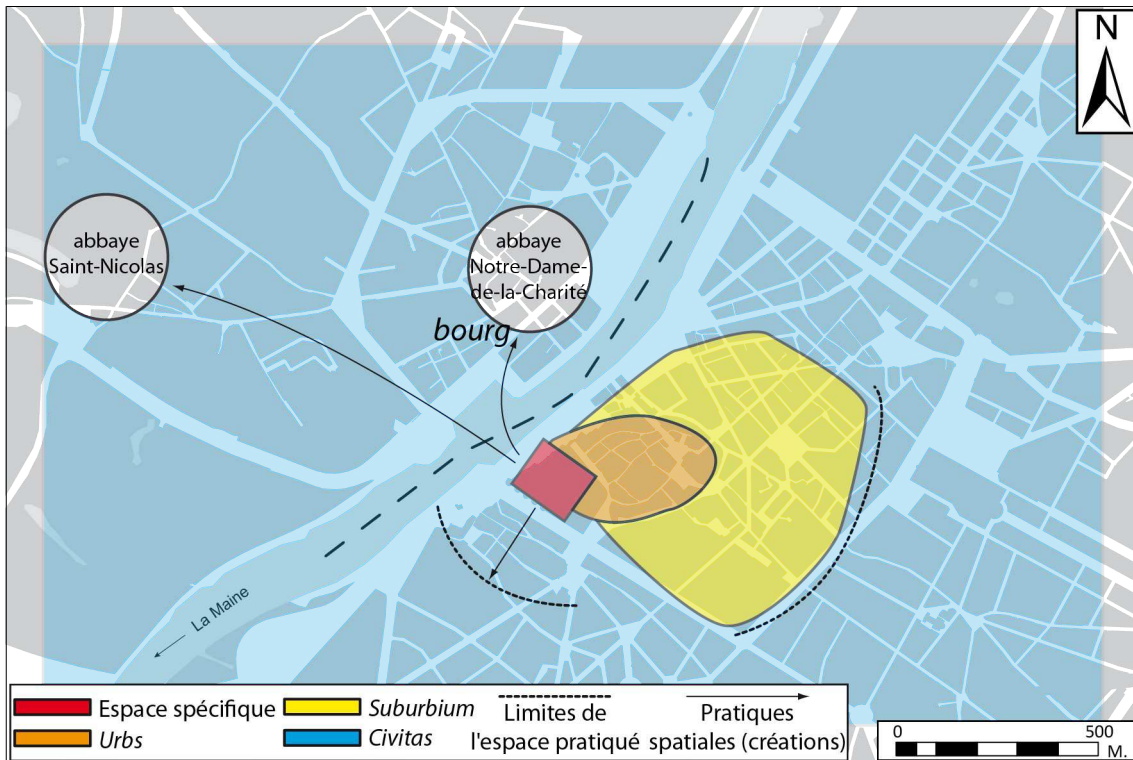 N
abbaye
Saint-Nicolas
abbaye
Notre-Dame-
de-la-Charité
bourg
La Maine
Espace spécifique
Suburbium
Limites de
l'espace pratiqué
Pratiques
spatiales (créations)
Urbs
Civitas
0 500
M.